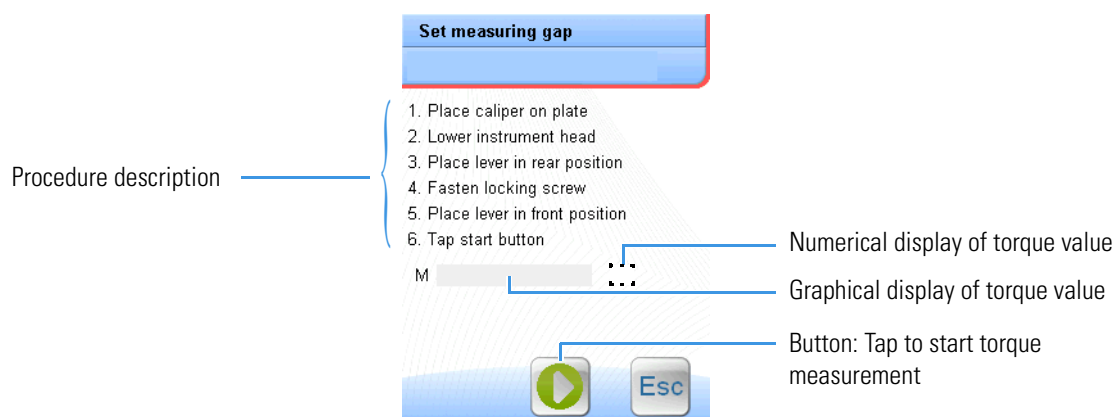 Set measuring gap
1. Place caliper on plate
2. Lower instrument head
3. Place lever in rear position
4. Fasten locking screw
5. Place lever in front position
6. Tap start button
Procedure description
Numerical display of torque value
M
Graphical display of torque value
Button: Tap to start torque
measurement
Esc